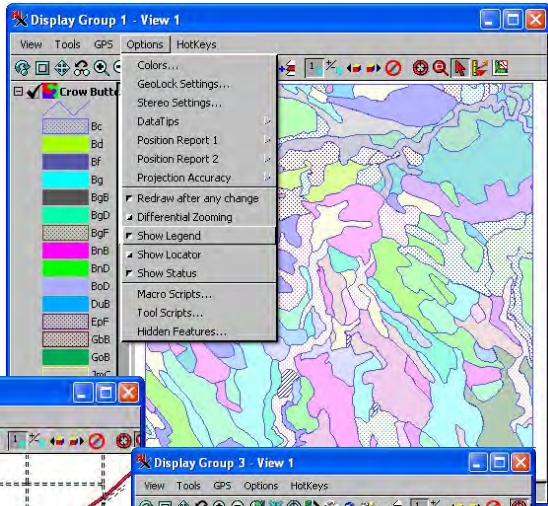 Display Group 1 - View 1
View Tools GPS Options HotKeys
Colors...
GeoLock Settings...
Stereo Settings...
DataTips
Position Report 1
Position Report 2
Projection Accuracy
Redraw after any change
Differential Zooming
Show Legend
Show Locator
Show Status
Macro Scripts...
Tool Scripts...
Hidden Features...
Crow Butte
Bc
Bd
Bf
Bg
BgB
BgD
BgF
BnB
BnD
BoD
DuB
EpF
GbB
GoB
JmC
Display Group 3 - View 1
View Tools GPS Options HotKeys